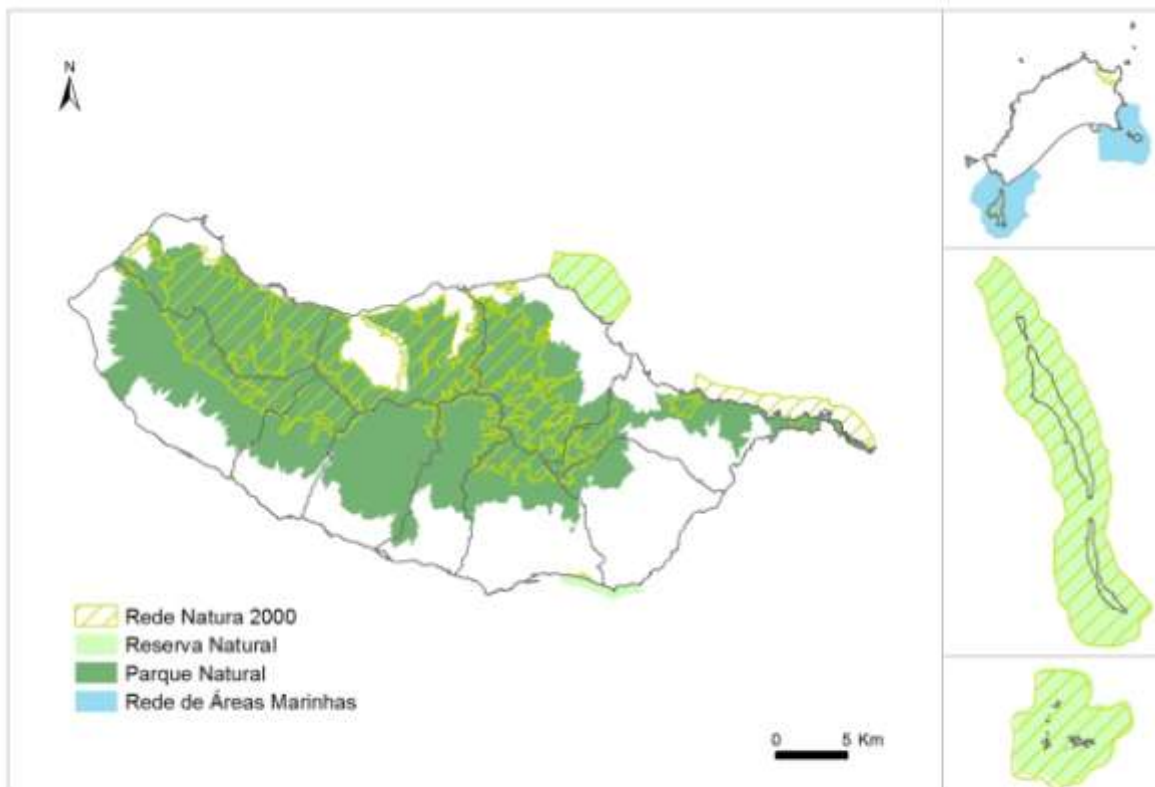 N
Rede Natura 2000
Reserva Natural
Parque Natural
Rede de Áreas Marinhas
0 5 Km